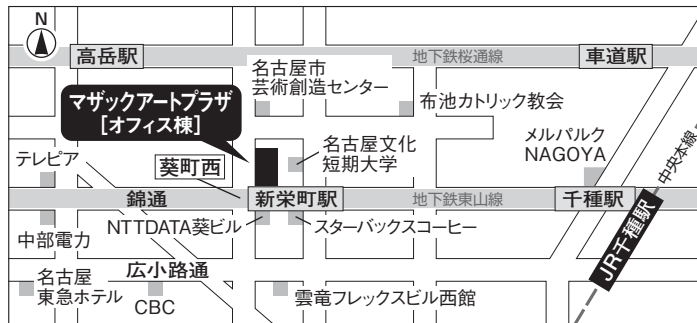 N
高岳駅
地下鉄桜通線
車道駅
名古屋市
芸術創造センター
布池カトリック教会
マザックアートプラザ
[オフィス棟]
名古屋文化
短期大学
メルパルク
NAGOYA
中央本線
テレピア
葵町西
錦通
新栄町駅
地下鉄東山線
千種駅
JR千種駅
中部電力
NTTDATA葵ビル
スターバックスコーヒー
広小路通
名古屋
東急ホテル
CBC
雲竜フレックスビル西館